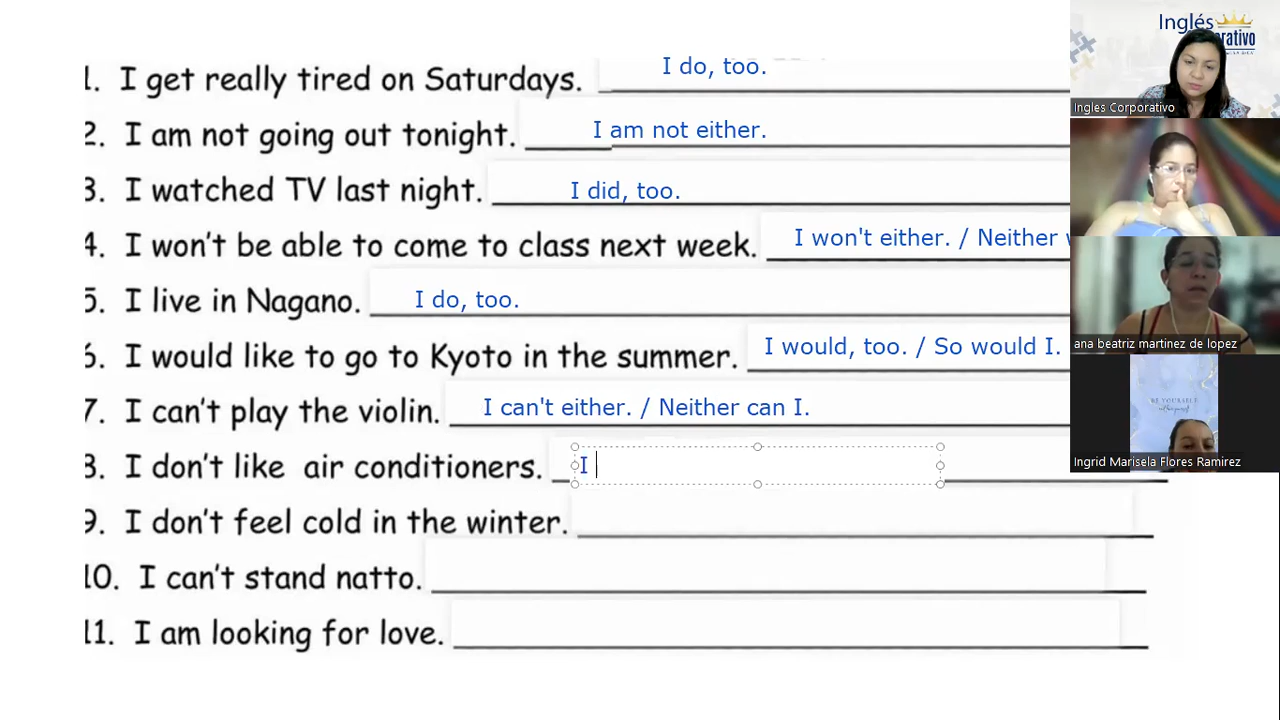 1. I get really tired on Saturdays. I do, too.
2. I am not going out tonight. I am not either.
3. I watched TV last night. I did, too.
4. I won't be able to come to class next week. I won't either. / Neither
5. I live in Nagano. I do, too.
6. I would like to go to Kyoto in the summer. I would, too. / So would I.
7. I can't play the violin. I can't either. / Neither can I.
8. I don't like air conditioners. I
9. I don't feel cold in the winter.
10. I can't stand natto.
11. I am looking for love.
Inglés
Ingles Corporativo
ana beatriz martinez de lopez
BE YOURSELF
Ingrid Marisela Flores Ramirez